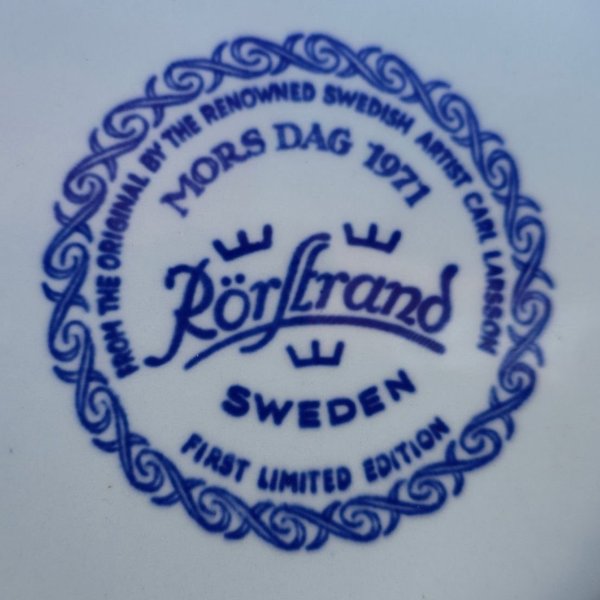 FROM THE ORIGINAL BY THE RENOWNED SWEDISH ARTIST CARL LARSSON
MORS DAG 1971
Rörstrand
SWEDEN
FIRST LIMITED EDITION